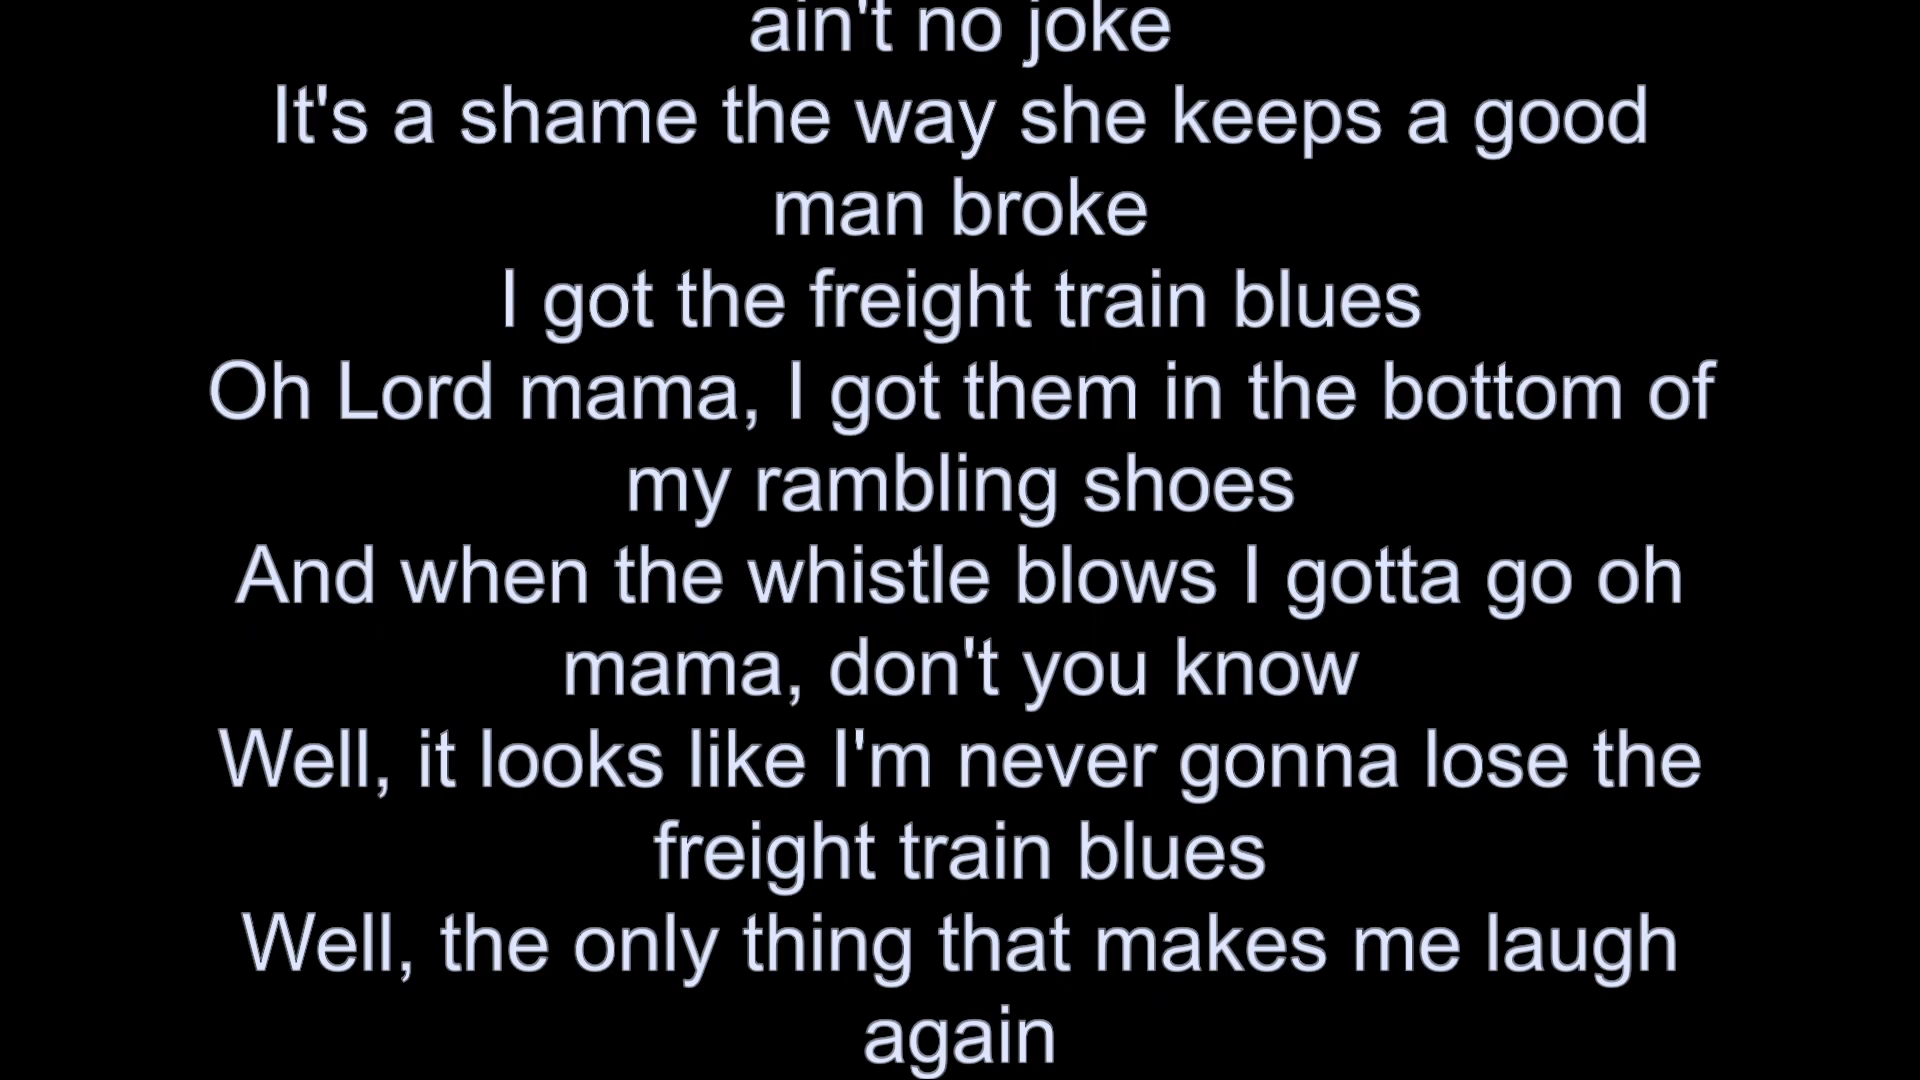 ain't no joke
It's a shame the way she keeps a good
man broke
I got the freight train blues
Oh Lord mama, I got them in the bottom of
my rambling shoes
And when the whistle blows I gotta go oh
mama, don't you know
Well, it looks like I'm never gonna lose the
freight train blues
Well, the only thing that makes me laugh
again